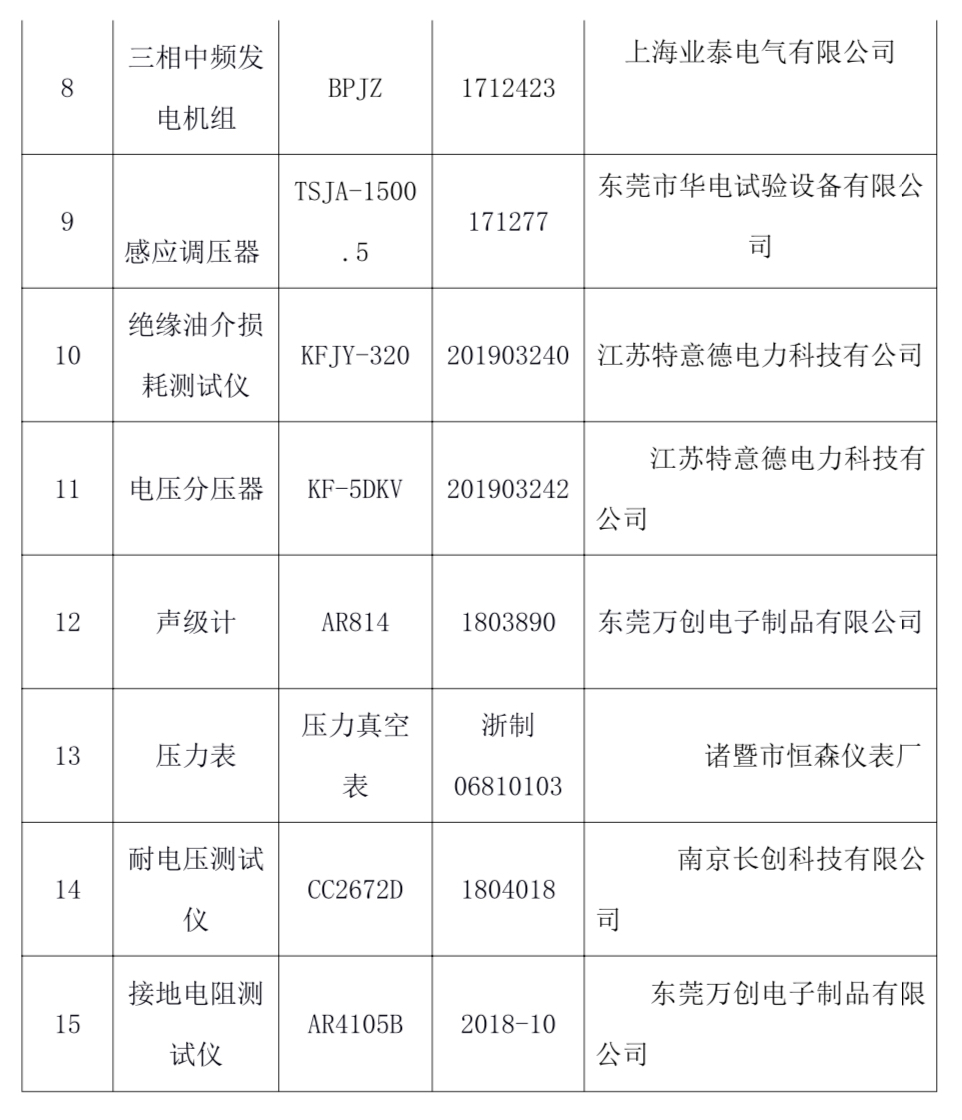 8
三相中频发
电机组
BPJZ
1712423
上海业泰电气有限公司
9
感应调压器
TSJA-1500
.5
171277
东莞市华电试验设备有限公
司
10
绝缘油介损
耗测试仪
KFJY-320
201903240
江苏特意德电力科技有公司
11
电压分压器
KF-5DKV
201903242
江苏特意德电力科技有
公司
12
声级计
AR814
1803890
东莞万创电子制品有限公司
13
压力表
压力真空
表
浙制
06810103
诸暨市恒森仪表厂
14
耐电压测试
仪
CC2672D
1804018
南京长创科技有限公
司
15
接地电阻测
试仪
AR4105B
2018-10
东莞万创电子制品有限
公司